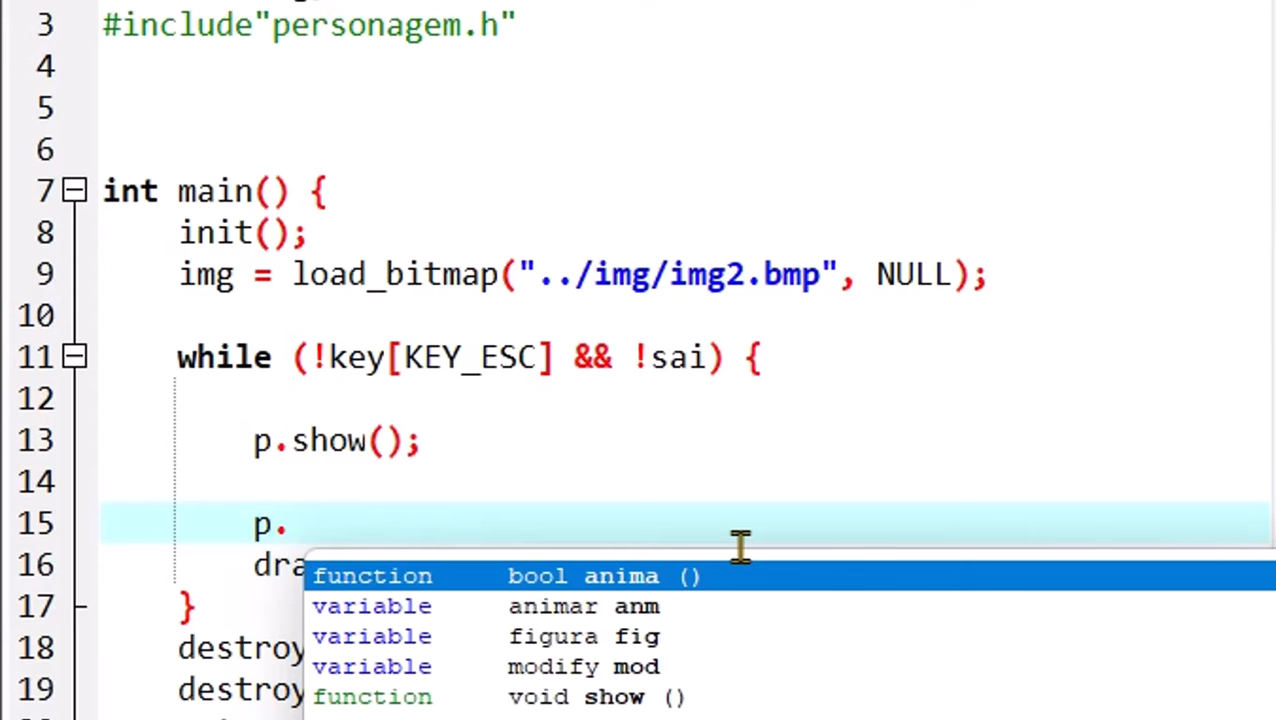 3 #include"personagem.h"
4
5
6
7 int main() {
8 init();
9 img = load_bitmap("../img/img2.bmp", NULL);
10
11 while (!key[KEY_ESC] && !sai) {
12
13 p.show();
14
15 p.
16 dra
function bool anima ()
17 }
variable animar anm
variable figura fig
18 destroy
variable modify mod
19 destroy
function void show ()